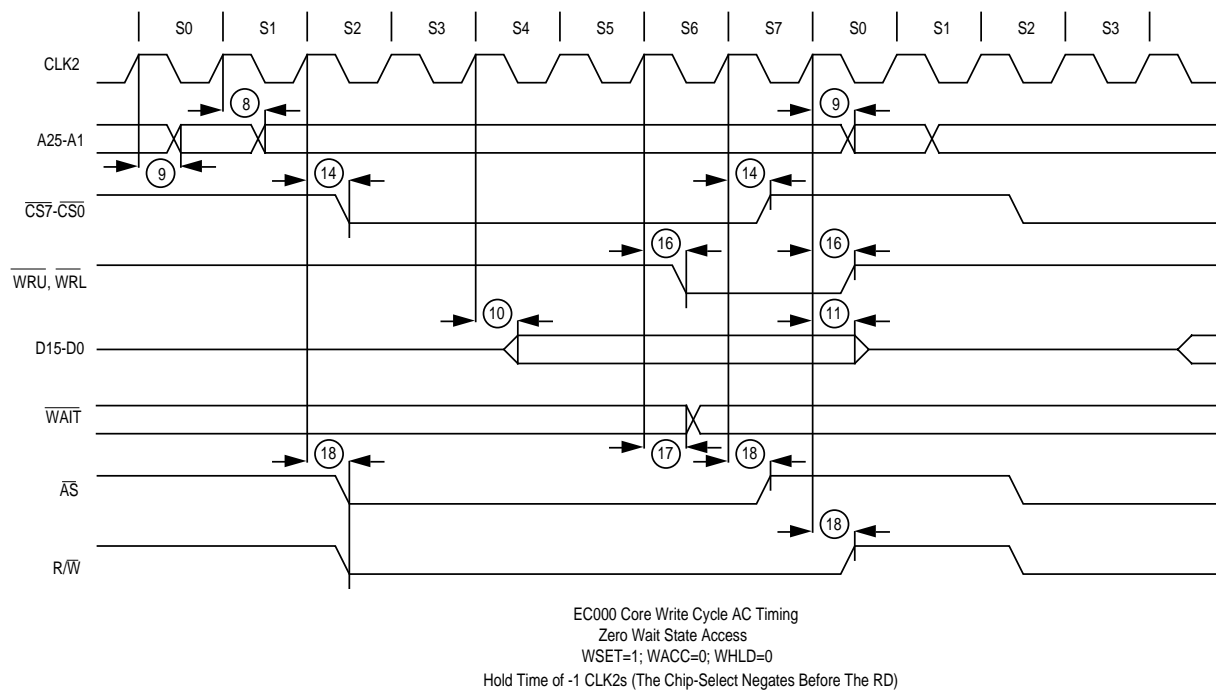 S0 S1 S2 S3 S4 S5 S6 S7 S0 S1 S2 S3
CLK2
8 9
A25-A1
9
14 14
CS7-CS0
16 16
WRU, WRL
10 11
D15-D0
WAIT
18 17 18
AS
18
R/W
EC000 Core Write Cycle AC Timing
Zero Wait State Access
WSET=1; WACC=0; WHLD=0
Hold Time of -1 CLK2s (The Chip-Select Negates Before The RD)